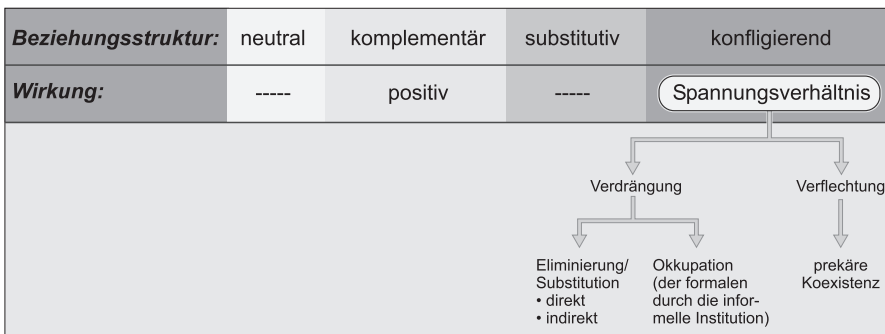 Beziehungsstruktur: neutral komplementär substitutiv konfligierend
Wirkung: ----- positiv ----- Spannungsverhältnis
Verdrängung Verflechtung
Eliminierung/
Substitution
• direkt
• indirekt
Okkupation
(der formalen
durch die infor-
melle Institution)
prekäre
Koexistenz